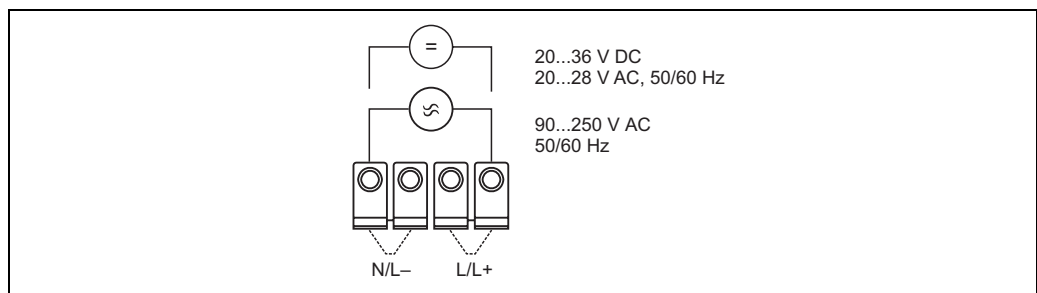 =
20...36 V DC
20...28 V AC, 50/60 Hz
≈
90...250 V AC
50/60 Hz
N/L– L/L+